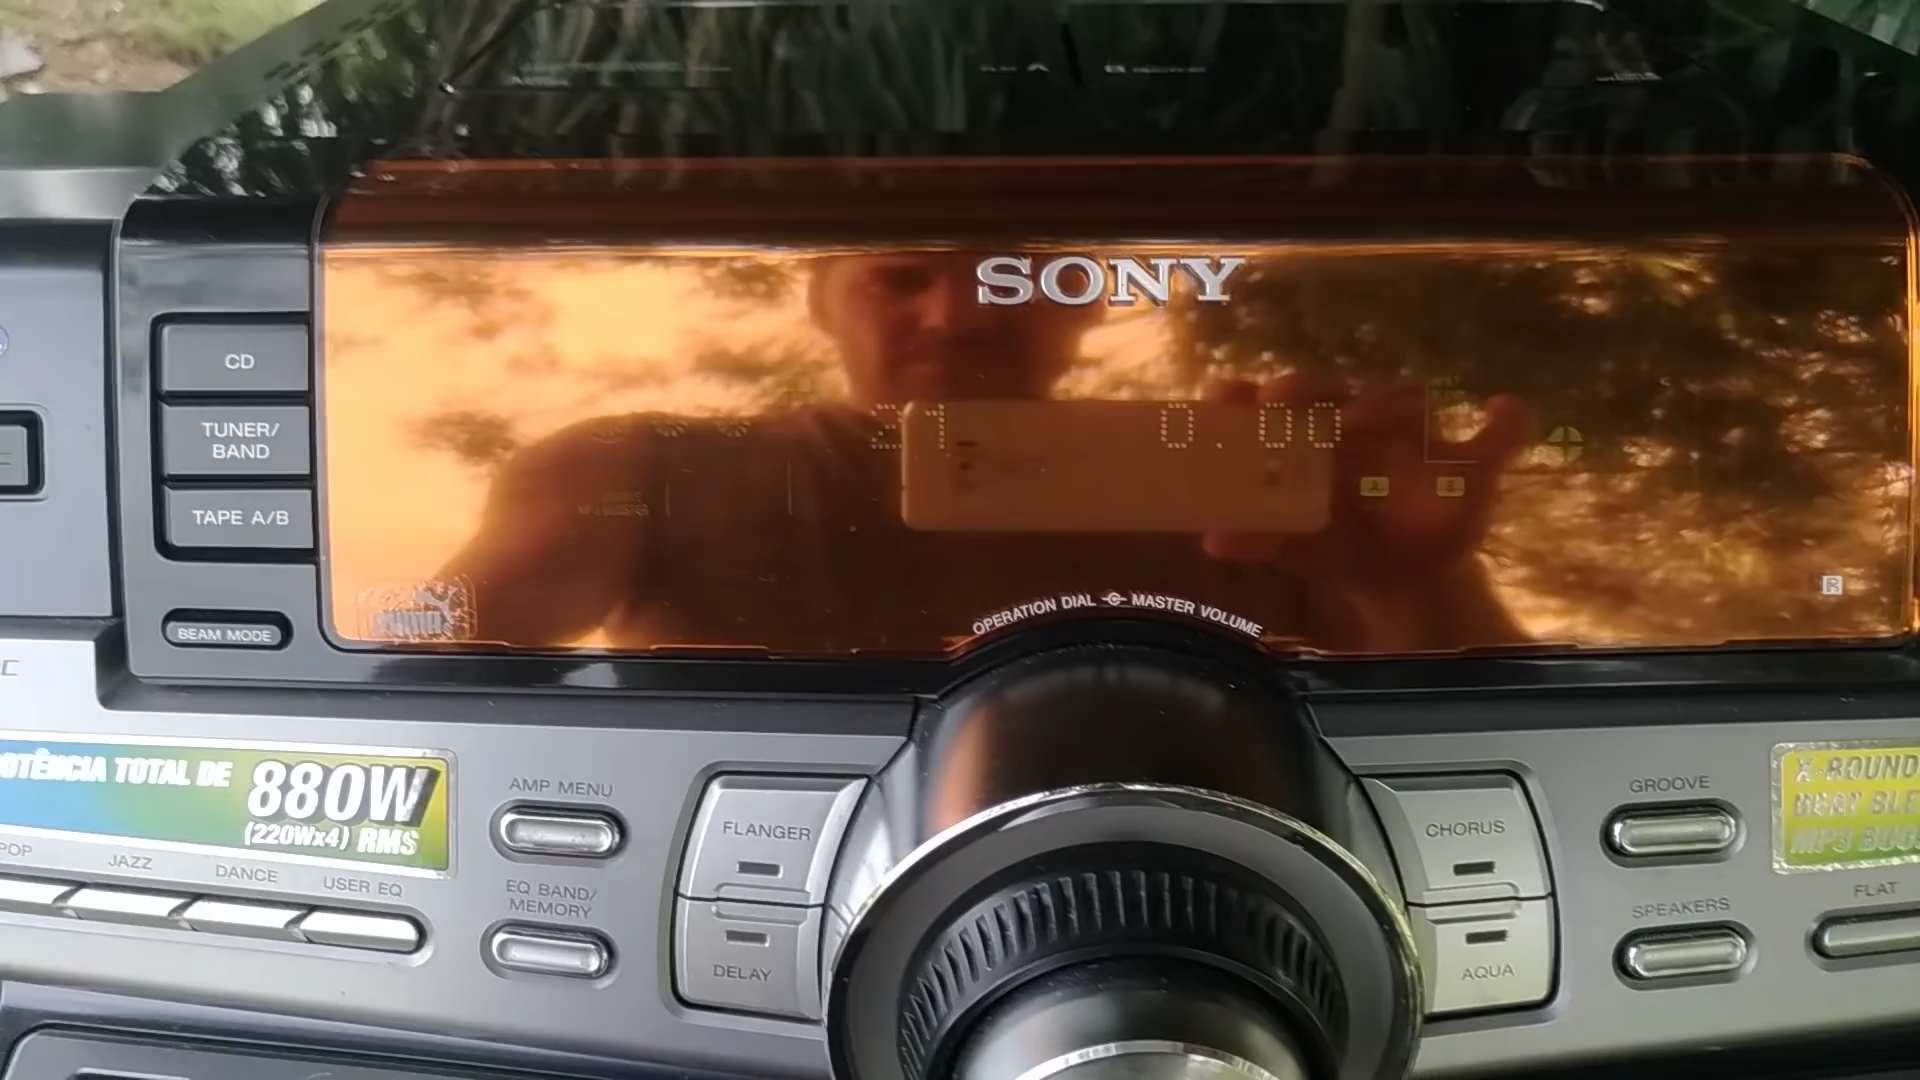 SONY
CD
TUNER/
BAND
TAPE A/B
21 0.00
A B
BEAM MODE
PUMA
OPERATION DIAL MASTER VOLUME
R
POTÊNCIA TOTAL DE 880W
(220Wx4) RMS
POP
JAZZ
DANCE
USER EQ
AMP MENU
EQ BAND/
MEMORY
FLANGER
DELAY
CHORUS
AQUA
GROOVE
SPEAKERS
X-ROUND
FLAT